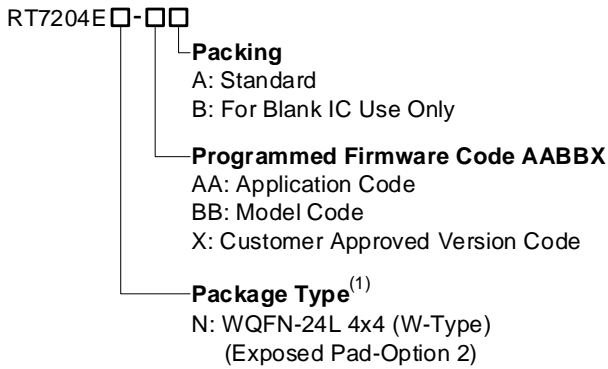 RT7204E□-□□
Packing
A: Standard
B: For Blank IC Use Only
Programmed Firmware Code AABBX
AA: Application Code
BB: Model Code
X: Customer Approved Version Code
Package Type(1)
N: WQFN-24L 4x4 (W-Type)
(Exposed Pad-Option 2)